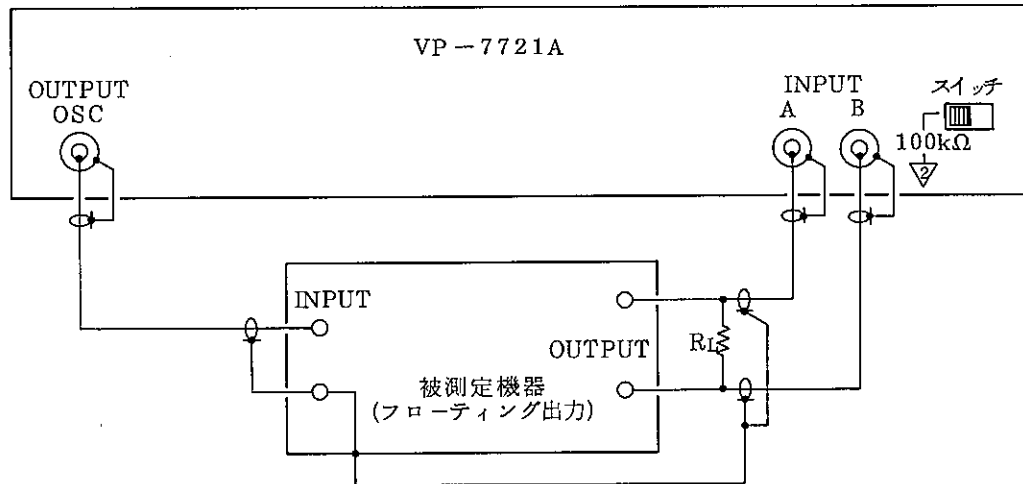 VP-7721A
OUTPUT
OSC
INPUT
A B
スイッチ
100kΩ
2
INPUT
OUTPUT
RL
被測定機器
(フローティング出力)